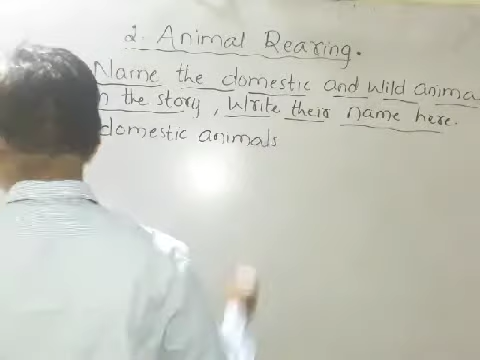 2. Animal Rearing.
Name the domestic and wild anima
n the story, Write their name here.
domestic animals